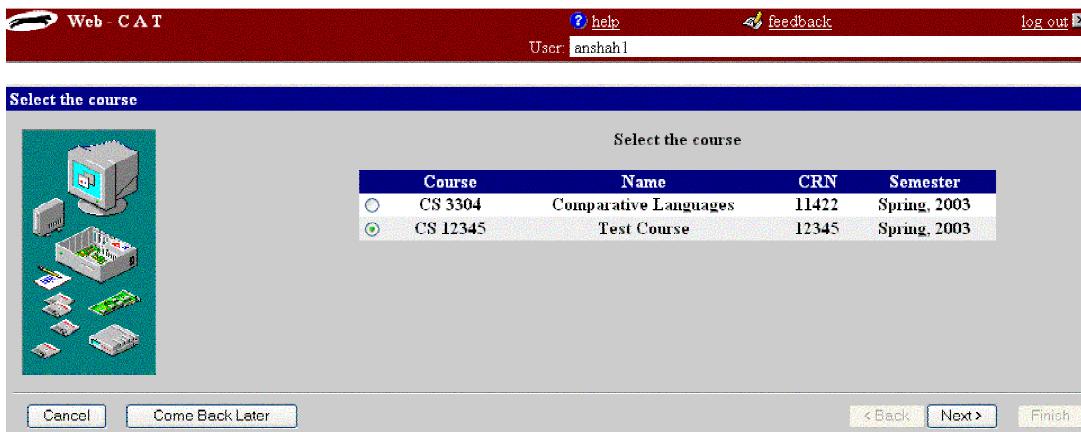 Web - C A T help feedback log out
User: anshah1
Select the course
Select the course
Course Name CRN Semester
CS 3304 Comparative Languages 11422 Spring, 2003
CS 12345 Test Course 12345 Spring, 2003
Cancel Come Back Later < Back Next > Finish